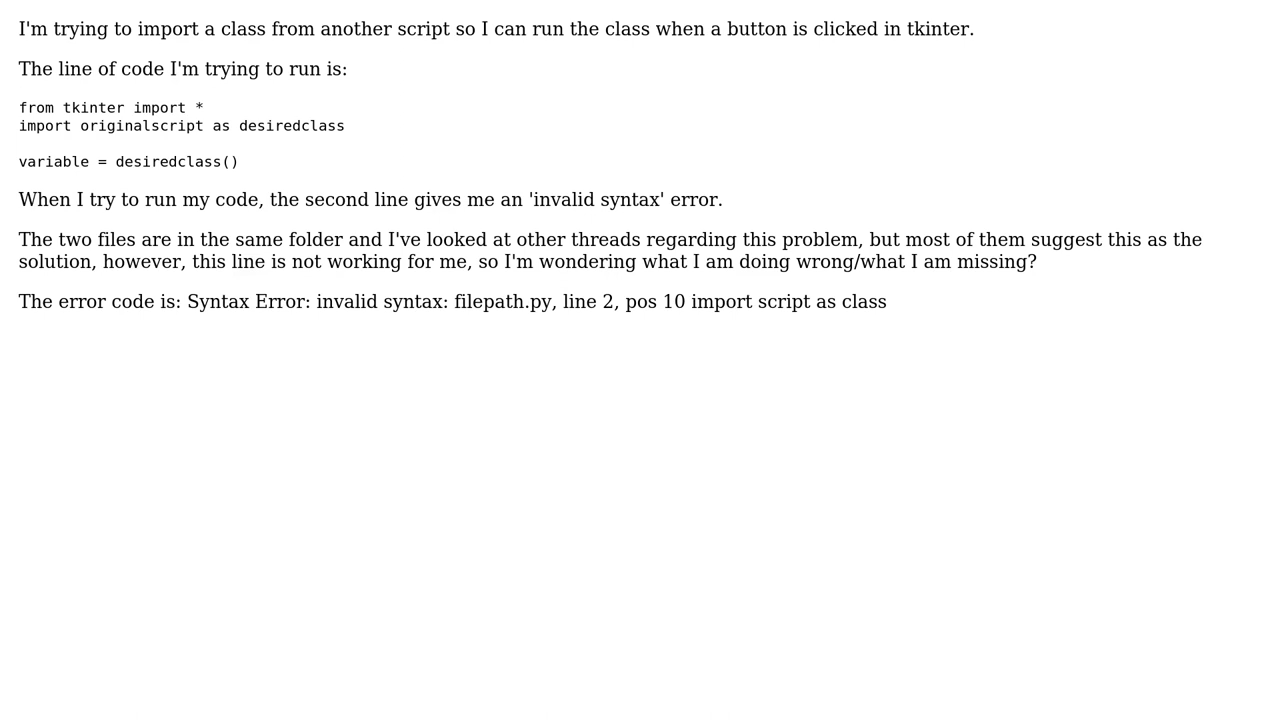 I'm trying to import a class from another script so I can run the class when a button is clicked in tkinter.
The line of code I'm trying to run is:
from tkinter import *
import originalscript as desiredclass
variable = desiredclass()
When I try to run my code, the second line gives me an 'invalid syntax' error.
The two files are in the same folder and I've looked at other threads regarding this problem, but most of them suggest this as the
solution, however, this line is not working for me, so I'm wondering what I am doing wrong/what I am missing?
The error code is: Syntax Error: invalid syntax: filepath.py, line 2, pos 10 import script as class